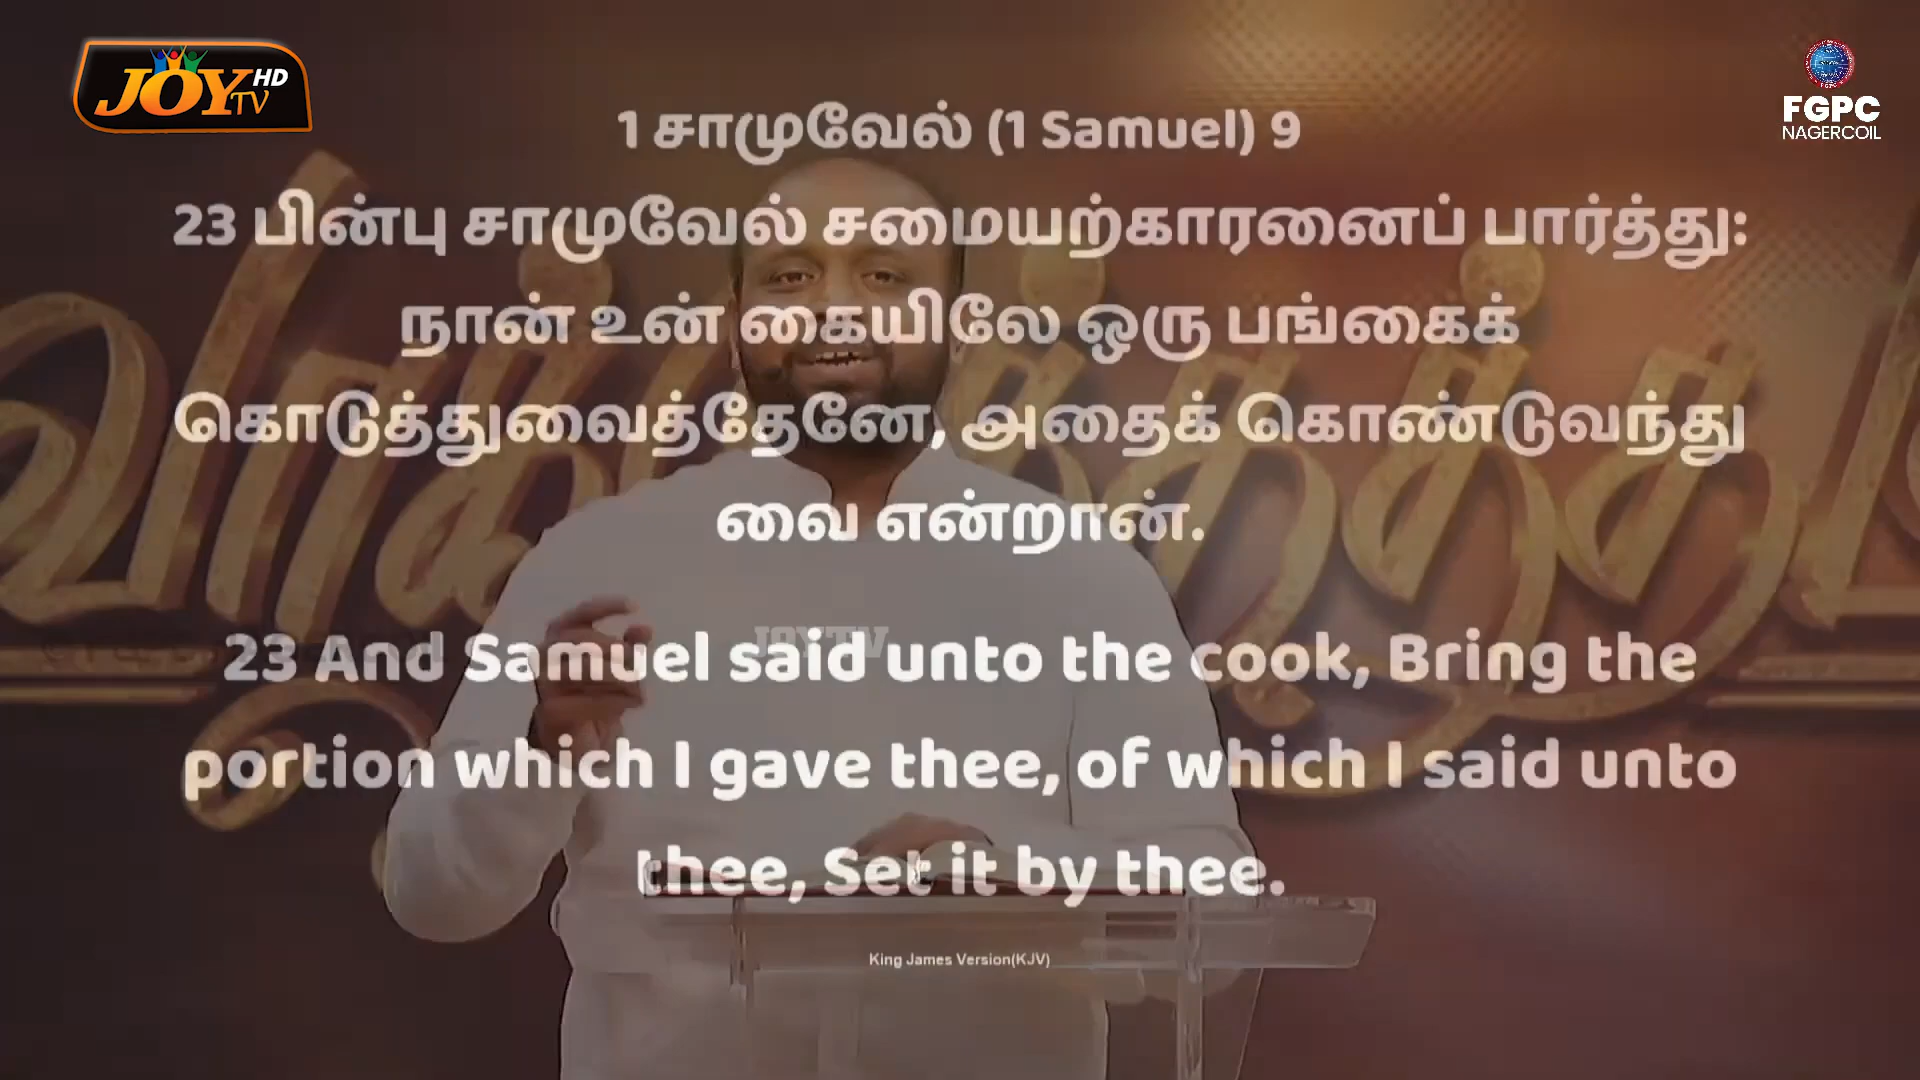 JOY TV HD
FGPC
NAGERCOIL
1 சாமுவேல் (1 Samuel) 9
23 பின்பு சாமுவேல் சமையற்காரனைப் பார்த்து:
நான் உன் கையிலே ஒரு பங்கைக்
கொடுத்துவைத்தேனே, அதைக் கொண்டுவந்து
வை என்றான்.
JOY TV
23 And Samuel said unto the cook, Bring the
portion which I gave thee, of which I said unto
thee, Set it by thee.
King James Version(KJV)